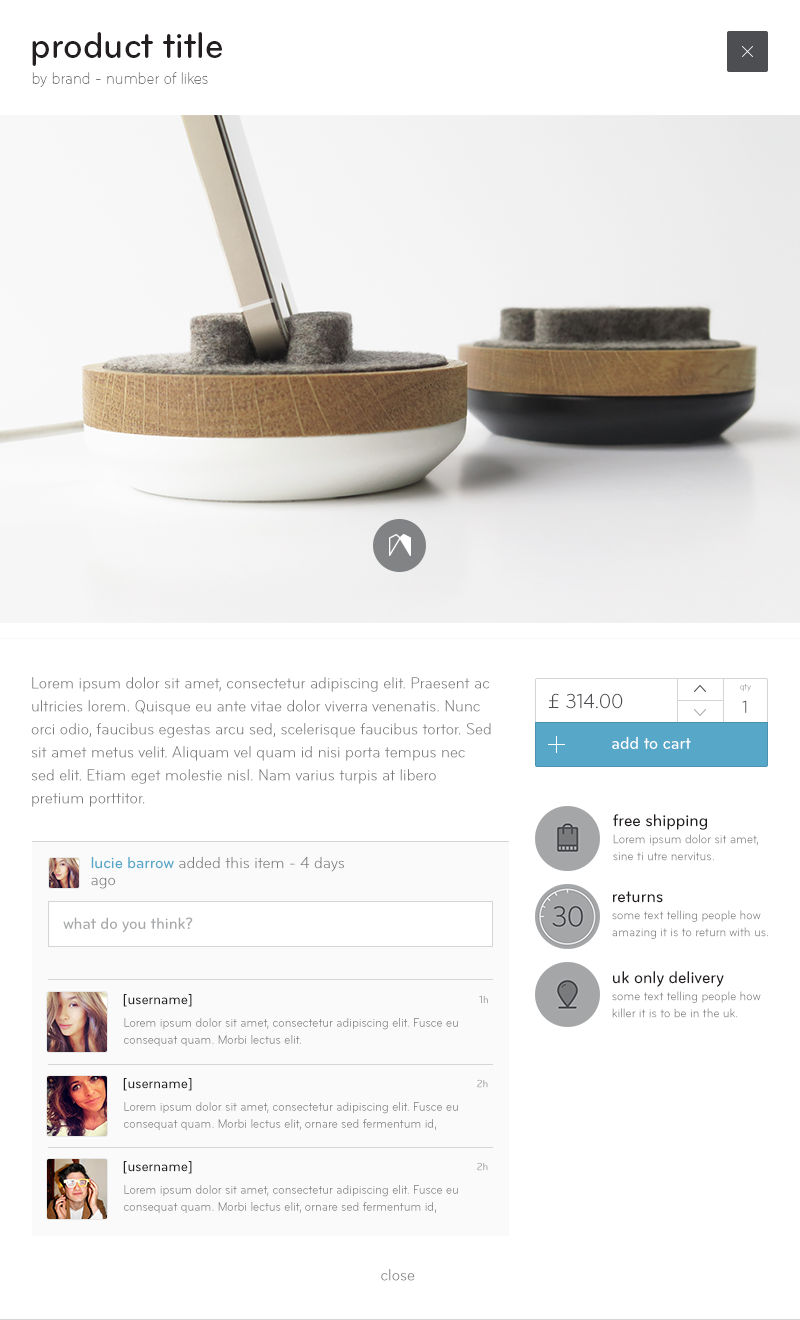 product title
by brand - number of likes
Lorem ipsum dolor sit amet, consectetur adipiscing elit. Praesent ac
ultricies lorem. Quisque eu ante vitae dolor viverra venenatis. Nunc
orci odio, faucibus egestas arcu sed, scelerisque faucibus tortor. Sed
sit amet metus velit. Aliquam vel quam id nisi porta tempus nec
sed elit. Etiam eget molestie nisl. Nam varius turpis at libero
pretium porttitor.
£ 314.00
qty
1
add to cart
free shipping
Lorem ipsum dolor sit amet,
sine ti utre nervitus.
30
returns
some text telling people how
amazing it is to return with us.
uk only delivery
some text telling people how
killer it is to be in the uk.
lucie barrow added this item - 4 days
ago
what do you think?
[username]
1h
Lorem ipsum dolor sit amet, consectetur adipiscing elit. Fusce eu
consequat quam. Morbi lectus elit.
[username]
2h
Lorem ipsum dolor sit amet, consectetur adipiscing elit. Fusce eu
consequat quam. Morbi lectus elit, ornare sed fermentum id,
[username]
2h
Lorem ipsum dolor sit amet, consectetur adipiscing elit. Fusce eu
consequat quam. Morbi lectus elit, ornare sed fermentum id,
close